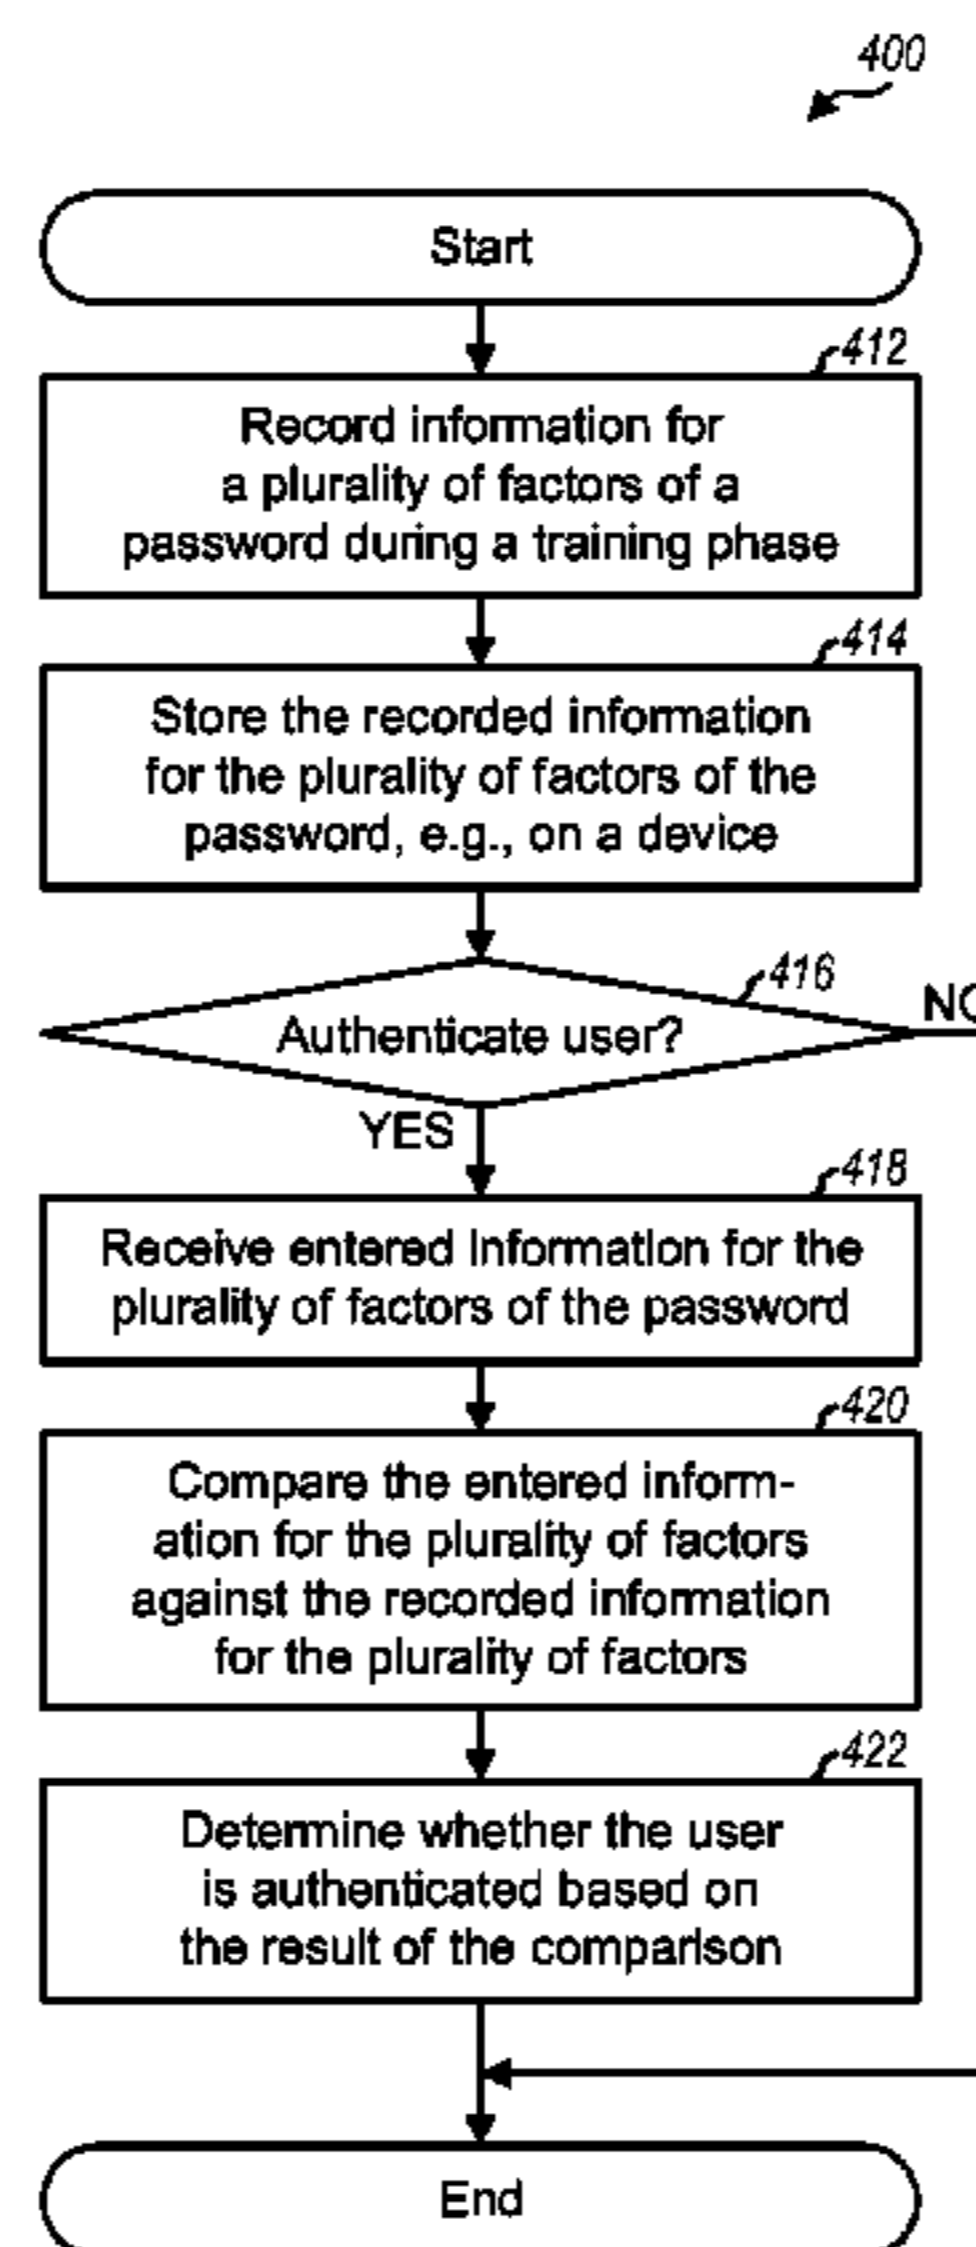 400
Start
412
Record information for
a plurality of factors of a
password during a training phase
414
Store the recorded information
for the plurality of factors of the
password, e.g., on a device
416
Authenticate user?
NO
YES
418
Receive entered information for the
plurality of factors of the password
420
Compare the entered inform-
ation for the plurality of factors
against the recorded information
for the plurality of factors
422
Determine whether the user
is authenticated based on
the result of the comparison
End